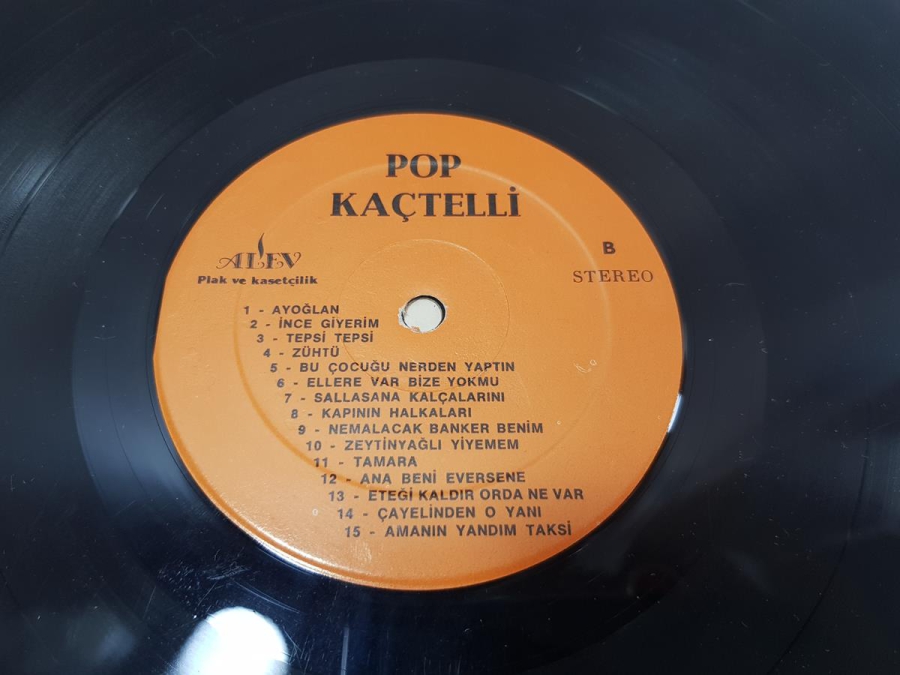 POP
KAÇTELLİ
ALEV
Plak ve kasetçilik
B
STEREO
1 - AYOĞLAN
2 - İNCE GİYERİM
3 - TEPSİ TEPSİ
4 - ZÜHTÜ
5 - BU ÇOCUĞU NERDEN YAPTIN
6 - ELLERE VAR BİZE YOKMU
7 - SALLASANA KALÇALARINI
8 - KAPININ HALKALARI
9 - NEMALACAK BANKER BENİM
10 - ZEYTİNYAĞLI YİYEMEM
11 - TAMARA
12 - ANA BENİ EVERSENE
13 - ETEĞİ KALDIR ORDA NE VAR
14 - ÇAYELİNDEN O YANI
15 - AMANIN YANDIM TAKSİ